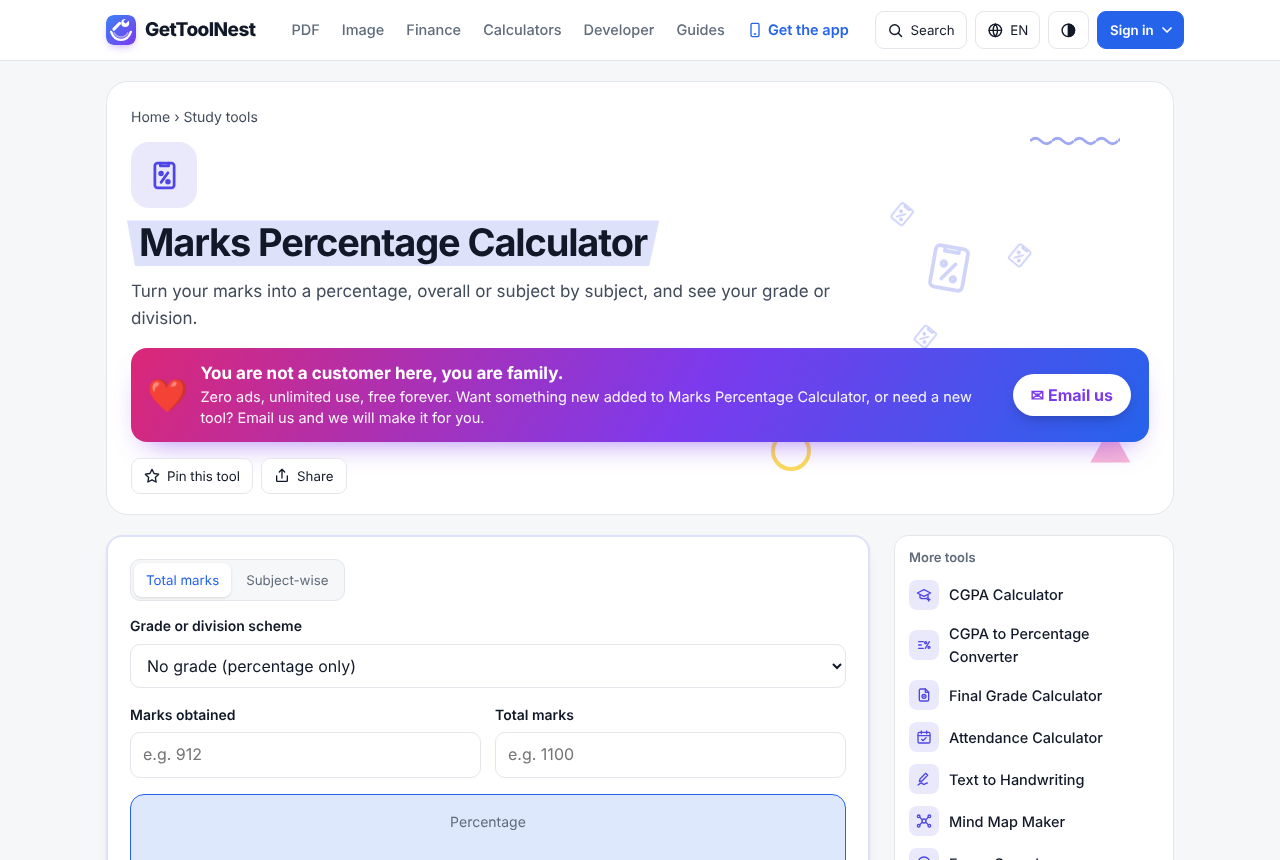 GetToolNest
PDF
Image
Finance
Calculators
Developer
Guides
Get the app
Search
EN
Sign in
Home › Study tools
Marks Percentage Calculator
Turn your marks into a percentage, overall or subject by subject, and see your grade or
division.
You are not a customer here, you are family.
Zero ads, unlimited use, free forever. Want something new added to Marks Percentage Calculator, or need a new
tool? Email us and we will make it for you.
✉ Email us
Pin this tool
Share
Total marks
Subject-wise
Grade or division scheme
No grade (percentage only)
Marks obtained
Total marks
e.g. 912
e.g. 1100
Percentage
More tools
CGPA Calculator
CGPA to Percentage
Converter
Final Grade Calculator
Attendance Calculator
Text to Handwriting
Mind Map Maker